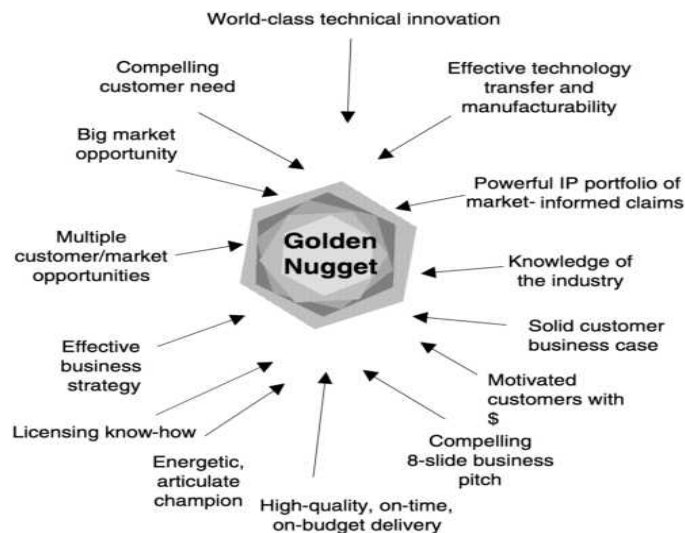 World-class technical innovation
Compelling
customer need
Effective technology
transfer and
manufacturability
Big market
opportunity
Powerful IP portfolio of
market- informed claims
Multiple
customer/market
opportunities
Golden
Nugget
Knowledge of
the industry
Solid customer
business case
Effective
business
strategy
Motivated
customers with
$
Licensing know-how
Compelling
8-slide business
pitch
Energetic,
articulate
champion
High-quality, on-time,
on-budget delivery